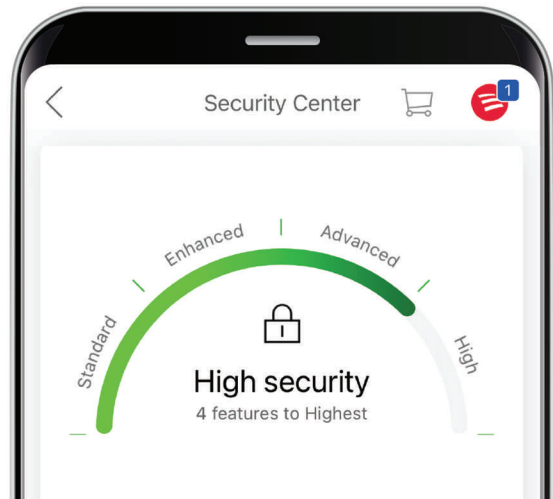 Security Center
1
Enhanced
Advanced
Standard
High
High security
4 features to Highest